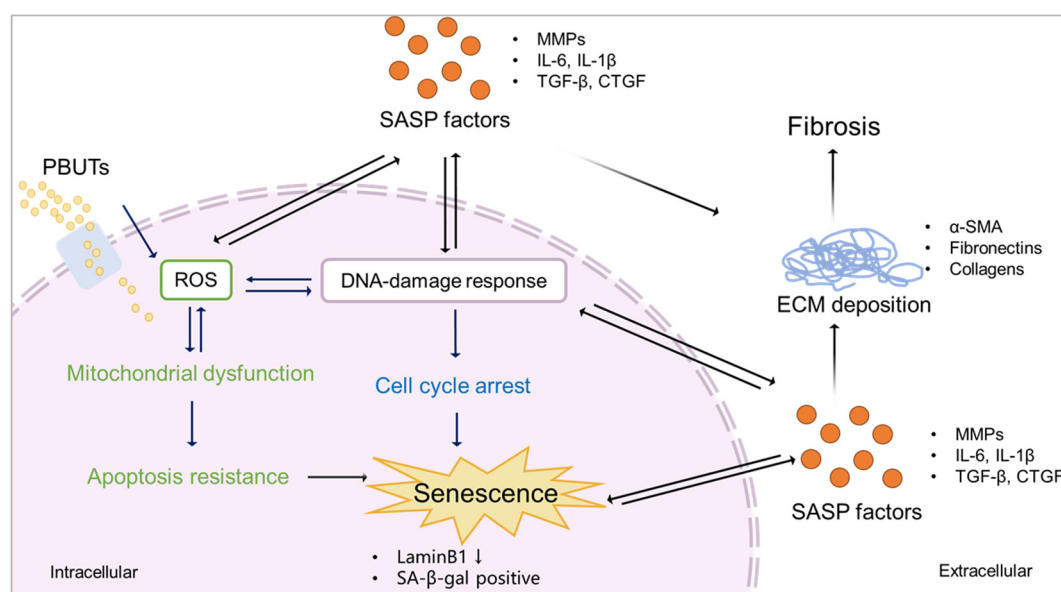 • MMPs
• IL-6, IL-1β
• TGF-β, CTGF
SASP factors
Fibrosis
PBUTs
• α-SMA
• Fibronectins
• Collagens
ROS
DNA-damage response
ECM deposition
Mitochondrial dysfunction
Cell cycle arrest
• MMPs
• IL-6, IL-1β
• TGF-β, CTGF
Apoptosis resistance
Senescence
SASP factors
• LaminB1 ↓
• SA-β-gal positive
Intracellular
Extracellular